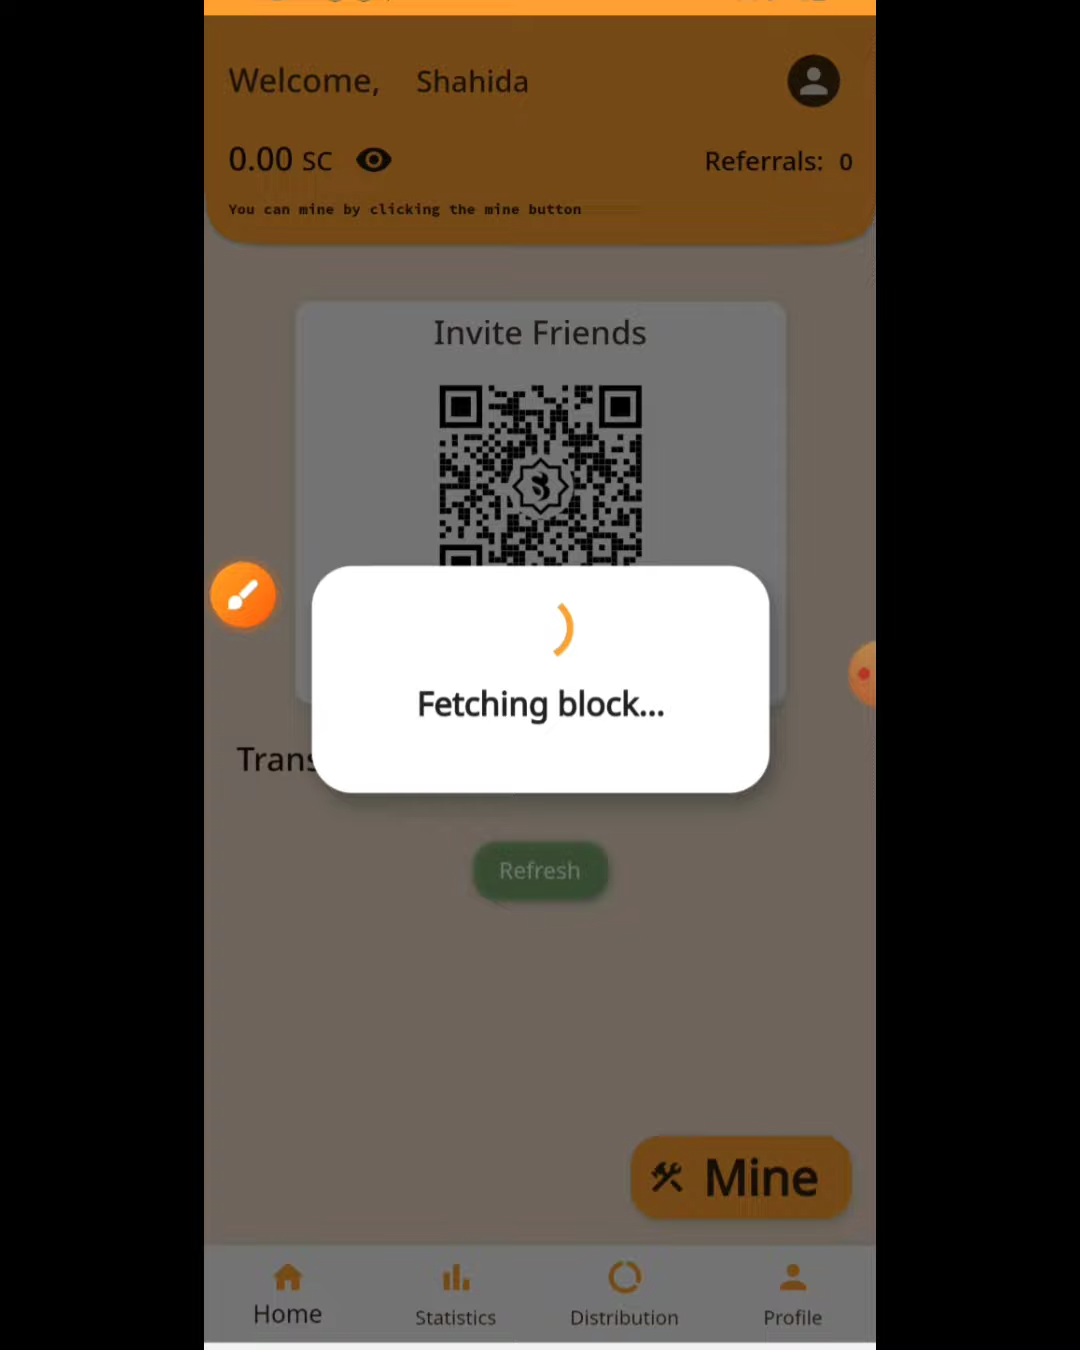 Welcome, Shahida
0.00 SC
Referrals: 0
You can mine by clicking the mine button
Invite Friends
Fetching block...
Trans
Refresh
Mine
Home
Statistics
Distribution
Profile